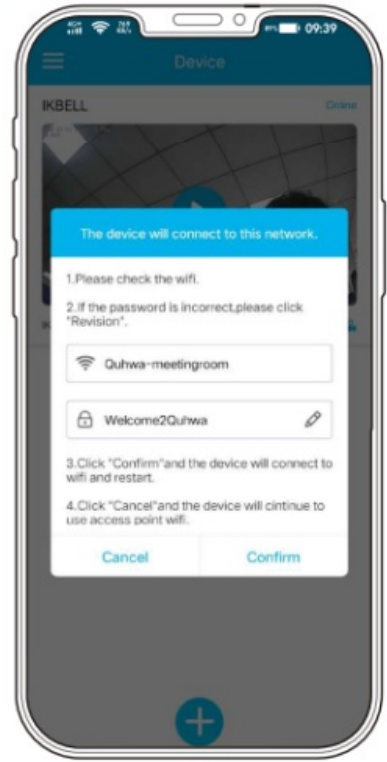 09:39
Device
IKBELL
Online
The device will connect to this network.
1.Please check the wifi.
2.If the password is incorrect,please click
"Revision".
Quhwa-meetingroom
Welcome2Quhwa
3.Click "Confirm"and the device will connect to
wifi and restart.
4.Click "Cancel"and the device will cintinue to
use access point wifi.
Cancel
Confirm